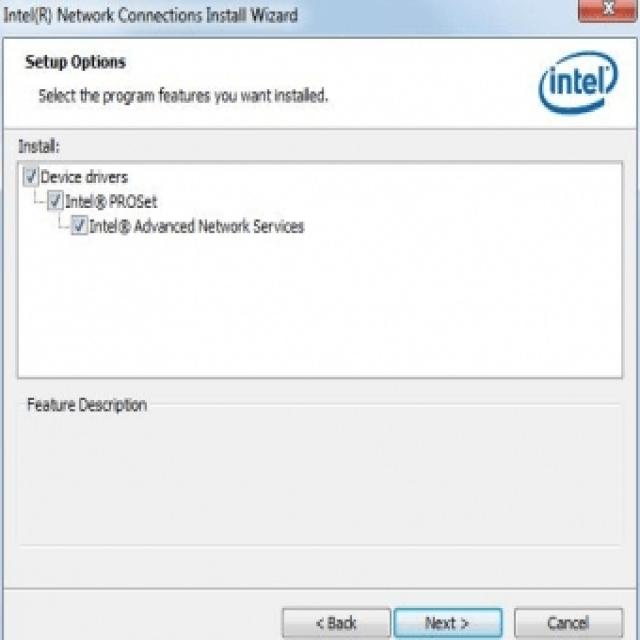 Intel(R) Network Connections Install Wizard
X
Setup Options
Select the program features you want installed.
intel®
Install:
Device drivers
Intel® PROSet
Intel® Advanced Network Services
Feature Description
< Back Next > Cancel